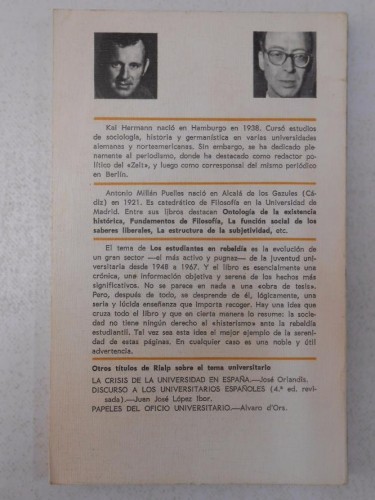 Kai Hermann nació en Hamburgo en 1938. Cursó estudios
de sociología, historia y germanística en varias universidades
alemanas y norteamericanas. Sin embargo, se ha dedicado plenamente
al periodismo, donde ha destacado como redactor político
del «Zeit», y luego como corresponsal del mismo periódico
en Berlín.
Antonio Millán Puelles nació en Alcalá de los Gazules (Cádiz)
en 1921. Es catedrático de Filosofía en la Universidad de
Madrid. Entre sus libros destacan Ontología de la existencia
histórica, Fundamentos de Filosofía, La función social de los
saberes liberales, La estructura de la subjetividad, etc.
El tema de Los estudiantes en rebeldía es la evolución de
un gran sector —el más activo y pugnaz— de la juventud universitaria
desde 1948 a 1967. Y el libro es esencialmente una
crónica, una información objetiva y serena de los hechos más
significativos. No se parece en nada a una «obra de tesis».
Pero, después de todo, se desprende de él, lógicamente, una
seria y lúcida enseñanza que importa recoger. Hay una idea que
cruza todo el libro y que en cierta manera lo resume: la sociedad
no tiene ningún derecho al «histerismo» ante la rebeldía
estudiantil. Tal vez sea esta idea el mejor ejemplo de la serenidad
de estas páginas. En cualquier caso es una noble y útil
advertencia.
Otros títulos de Rialp sobre el tema universitario
LA CRISIS DE LA UNIVERSIDAD EN ESPAÑA.—José Orlandis.
DISCURSO A LOS UNIVERSITARIOS ESPAÑOLES (4.ª ed. revisada).—Juan
José López Ibor.
PAPELES DEL OFICIO UNIVERSITARIO.—Alvaro d'Ors.